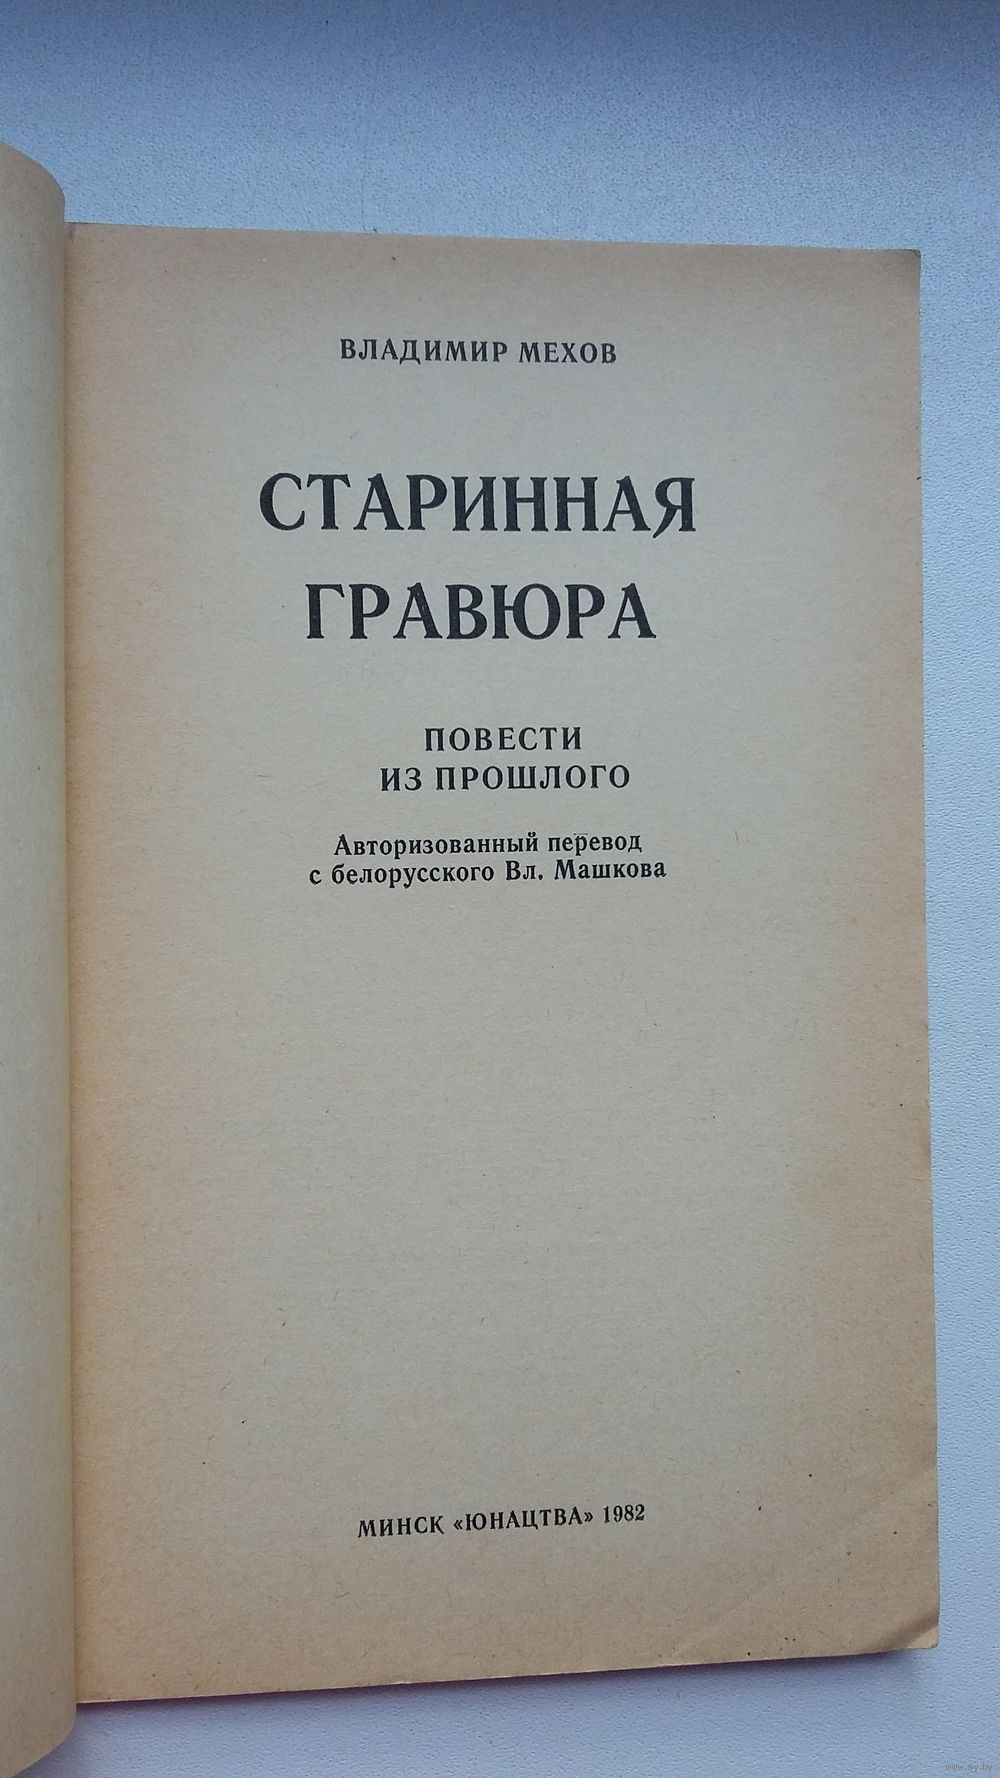 ВЛАДИМИР МЕХОВ
СТАРИННАЯ
ГРАВЮРА
ПОВЕСТИ
ИЗ ПРОШЛОГО
Авторизованный перевод
с белорусского Вл. Машкова
МИНСК «ЮНАЦТВА» 1982